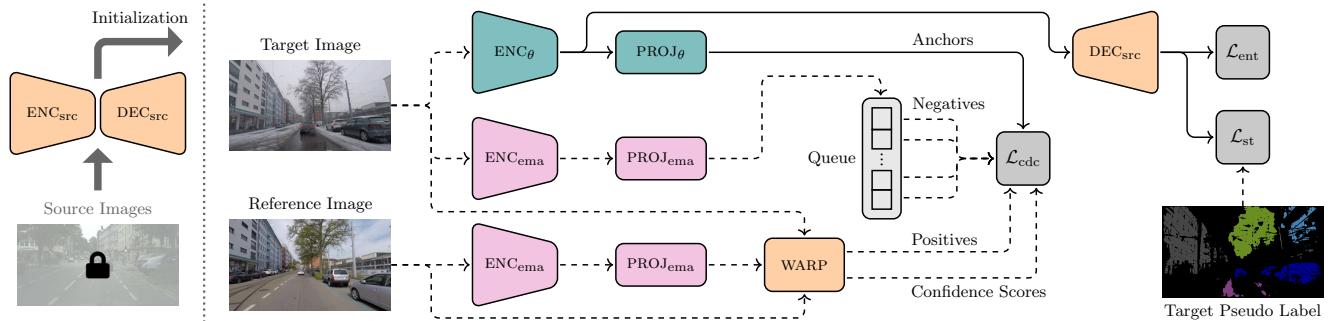 Initialization
ENCsrc
DECsrc
Source Images
Target Image
Reference Image
ENCθ
PROJθ
Anchors
DECsrc
ℒent
ℒst
ENCema
PROJema
Queue
Negatives
ℒcdc
ENCema
PROJema
WARP
Positives
Confidence Scores
Target Pseudo Label